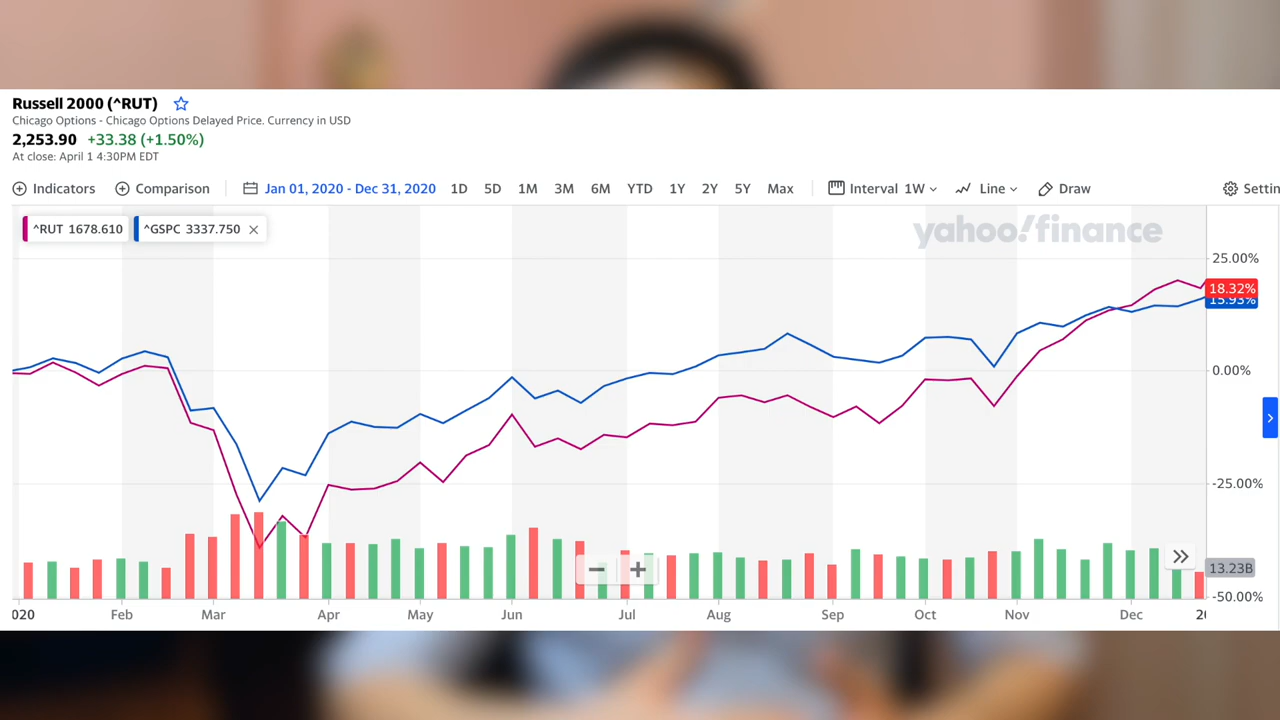 Russell 2000 (^RUT)
Chicago Options - Chicago Options Delayed Price. Currency in USD
2,253.90 +33.38 (+1.50%)
At close: April 1 4:30PM EDT
Indicators Comparison Jan 01, 2020 - Dec 31, 2020 1D 5D 1M 3M 6M YTD 1Y 2Y 5Y Max Interval 1W Line Draw Settin
^RUT 1678.610 ^GSPC 3337.750
yahoo!finance
25.00%
18.32%
15.93%
0.00%
-25.00%
13.23B
-50.00%
020 Feb Mar Apr May Jun Jul Aug Sep Oct Nov Dec 20